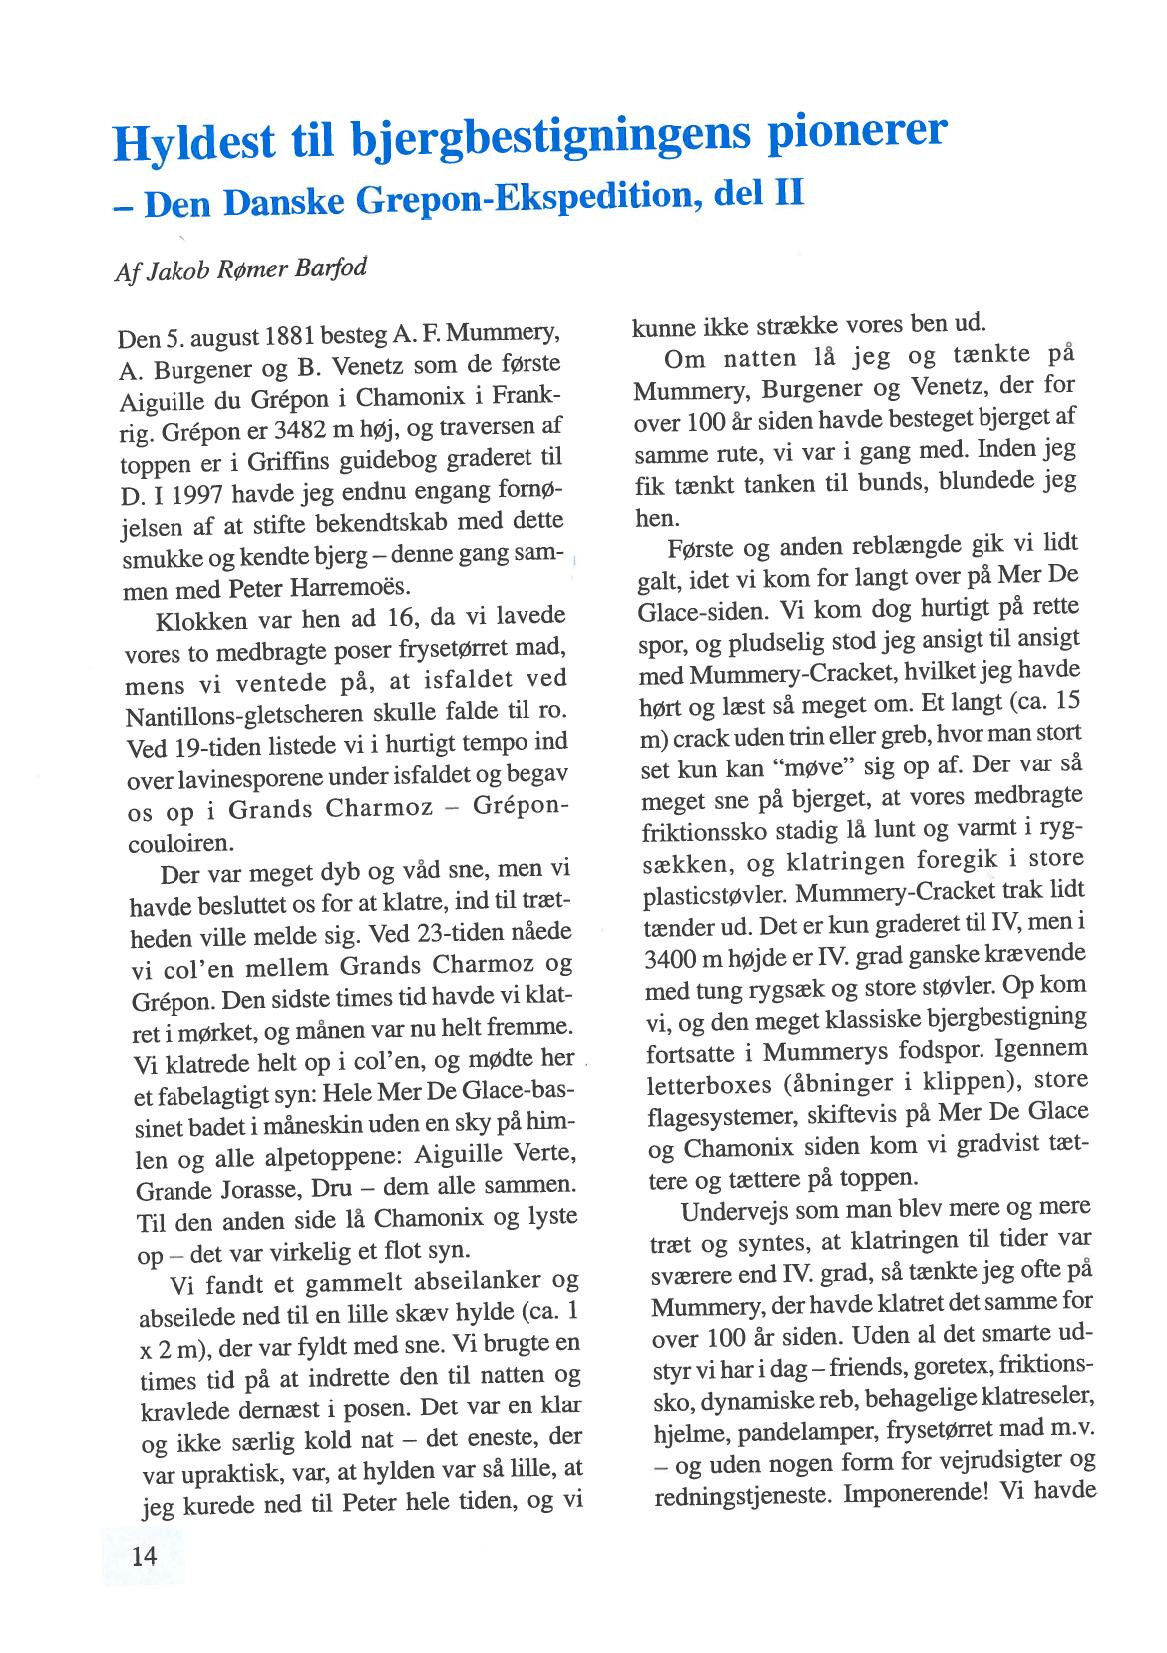 Hyldest til bjergbestigningens pionerer
– Den Danske Grepon-Ekspedition, del II
Af Jakob Rømer Barfod
Den 5. august 1881 besteg A. F. Mummery,
A. Burgener og B. Venetz som de første
Aiguille du Grépon i Chamonix i Frank-
rig. Grépon er 3482 m høj, og traversen af
toppen er i Griffins guidebog graderet til
D. I 1997 havde jeg endnu engang fornø-
jelsen af at stifte bekendtskab med dette
smukke og kendte bjerg – denne gang sam-
men med Peter Harremoës.
Klokken var hen ad 16, da vi lavede
vores to medbragte poser frysetørret mad,
mens vi ventede på, at isfaldet ved
Nantillons-gletscheren skulle falde til ro.
Ved 19-tiden listede vi i hurtigt tempo ind
over lavinesporene under isfaldet og begav
os op i Grands Charmoz – Grépon-
couloiren.
Der var meget dyb og våd sne, men vi
havde besluttet os for at klatre, ind til træt-
heden ville melde sig. Ved 23-tiden nåede
vi col'en mellem Grands Charmoz og
Grépon. Den sidste times tid havde vi klat-
ret i mørket, og månen var nu helt fremme.
Vi klatrede helt op i col'en, og mødte her
et fabelagtigt syn: Hele Mer De Glace-bas-
sinet badet i måneskin uden en sky på him-
len og alle alpetoppene: Aiguille Verte,
Grande Jorasse, Dru – dem alle sammen.
Til den anden side lå Chamonix og lyste
op – det var virkelig et flot syn.
Vi fandt et gammelt abseilanker og
abseilede ned til en lille skæv hylde (ca. 1
x 2 m), der var fyldt med sne. Vi brugte en
times tid på at indrette den til natten og
kravlede dernæst i posen. Det var en klar
og ikke særlig kold nat – det eneste, der
var upraktisk, var, at hylden var så lille, at
jeg kurede ned til Peter hele tiden, og vi
kunne ikke strække vores ben ud.
Om natten lå jeg og tænkte på
Mummery, Burgener og Venetz, der for
over 100 år siden havde besteget bjerget af
samme rute, vi var i gang med. Inden jeg
fik tænkt tanken til bunds, blundede jeg
hen.
Første og anden reblængde gik vi lidt
galt, idet vi kom for langt over på Mer De
Glace-siden. Vi kom dog hurtigt på rette
spor, og pludselig stod jeg ansigt til ansigt
med Mummery-Cracket, hvilket jeg havde
hørt og læst så meget om. Et langt (ca. 15
m) crack uden trin eller greb, hvor man stort
set kun kan “møve” sig op af. Der var så
meget sne på bjerget, at vores medbragte
friktionssko stadig lå lunt og varmt i ryg-
sækken, og klatringen foregik i store
plasticstøvler. Mummery-Cracket trak lidt
tænder ud. Det er kun graderet til IV, men i
3400 m højde er IV. grad ganske krævende
med tung rygsæk og store støvler. Op kom
vi, og den meget klassiske bjergbestigning
fortsatte i Mummerys fodspor. Igennem
letterboxes (åbninger i klippen), store
flagesystemer, skiftevis på Mer De Glace
og Chamonix siden kom vi gradvist tæt-
tere og tættere på toppen.
Undervejs som man blev mere og mere
træt og syntes, at klatringen til tider var
sværere end IV. grad, så tænkte jeg ofte på
Mummery, der havde klatret det samme for
over 100 år siden. Uden al det smarte ud-
styr vi har i dag – friends, goretex, friktions-
sko, dynamiske reb, behagelige klatreseler,
hjelme, pandelamper, frysetørret mad m.v.
– og uden nogen form for vejrudsigter og
redningstjeneste. Imponerende! Vi havde
14